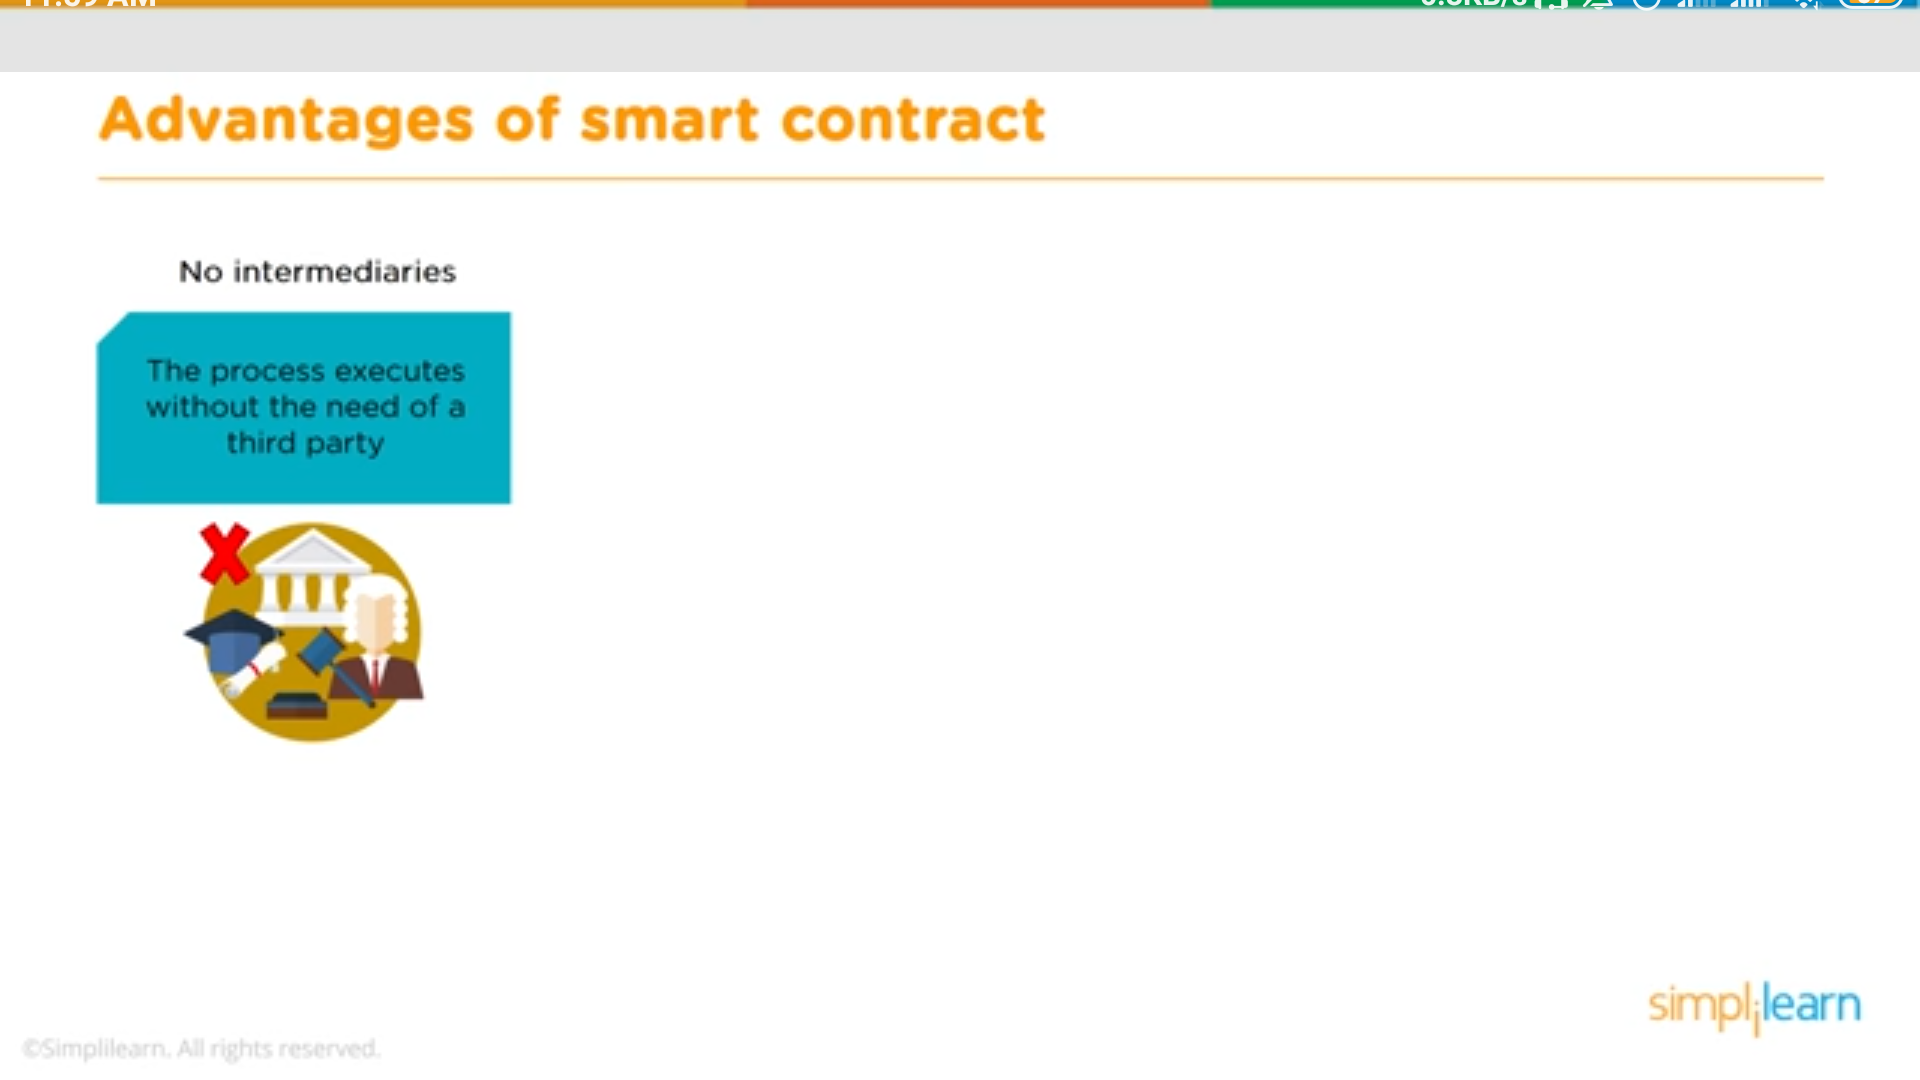 Advantages of smart contract
No intermediaries
The process executes
without the need of a
third party
simplilearn
©Simplilearn. All rights reserved.